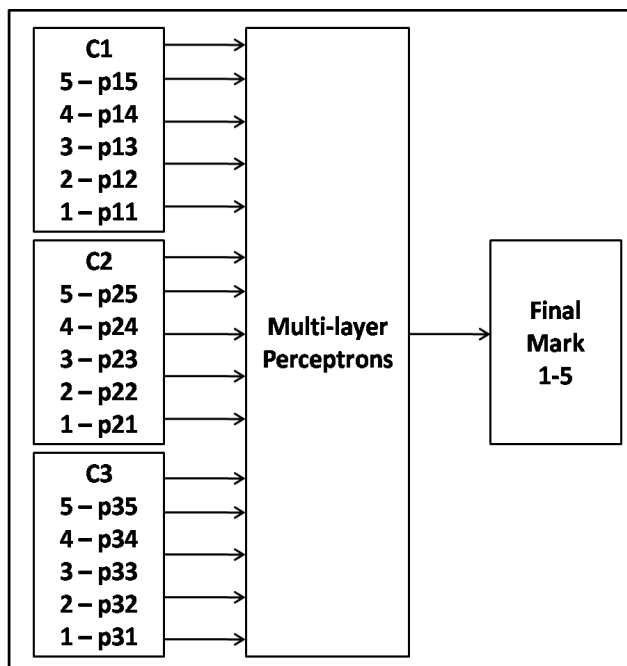 C1
5 – p15
4 – p14
3 – p13
2 – p12
1 – p11
C2
5 – p25
4 – p24
3 – p23
2 – p22
1 – p21
C3
5 – p35
4 – p34
3 – p33
2 – p32
1 – p31
Multi-layer
Perceptrons
Final
Mark
1-5